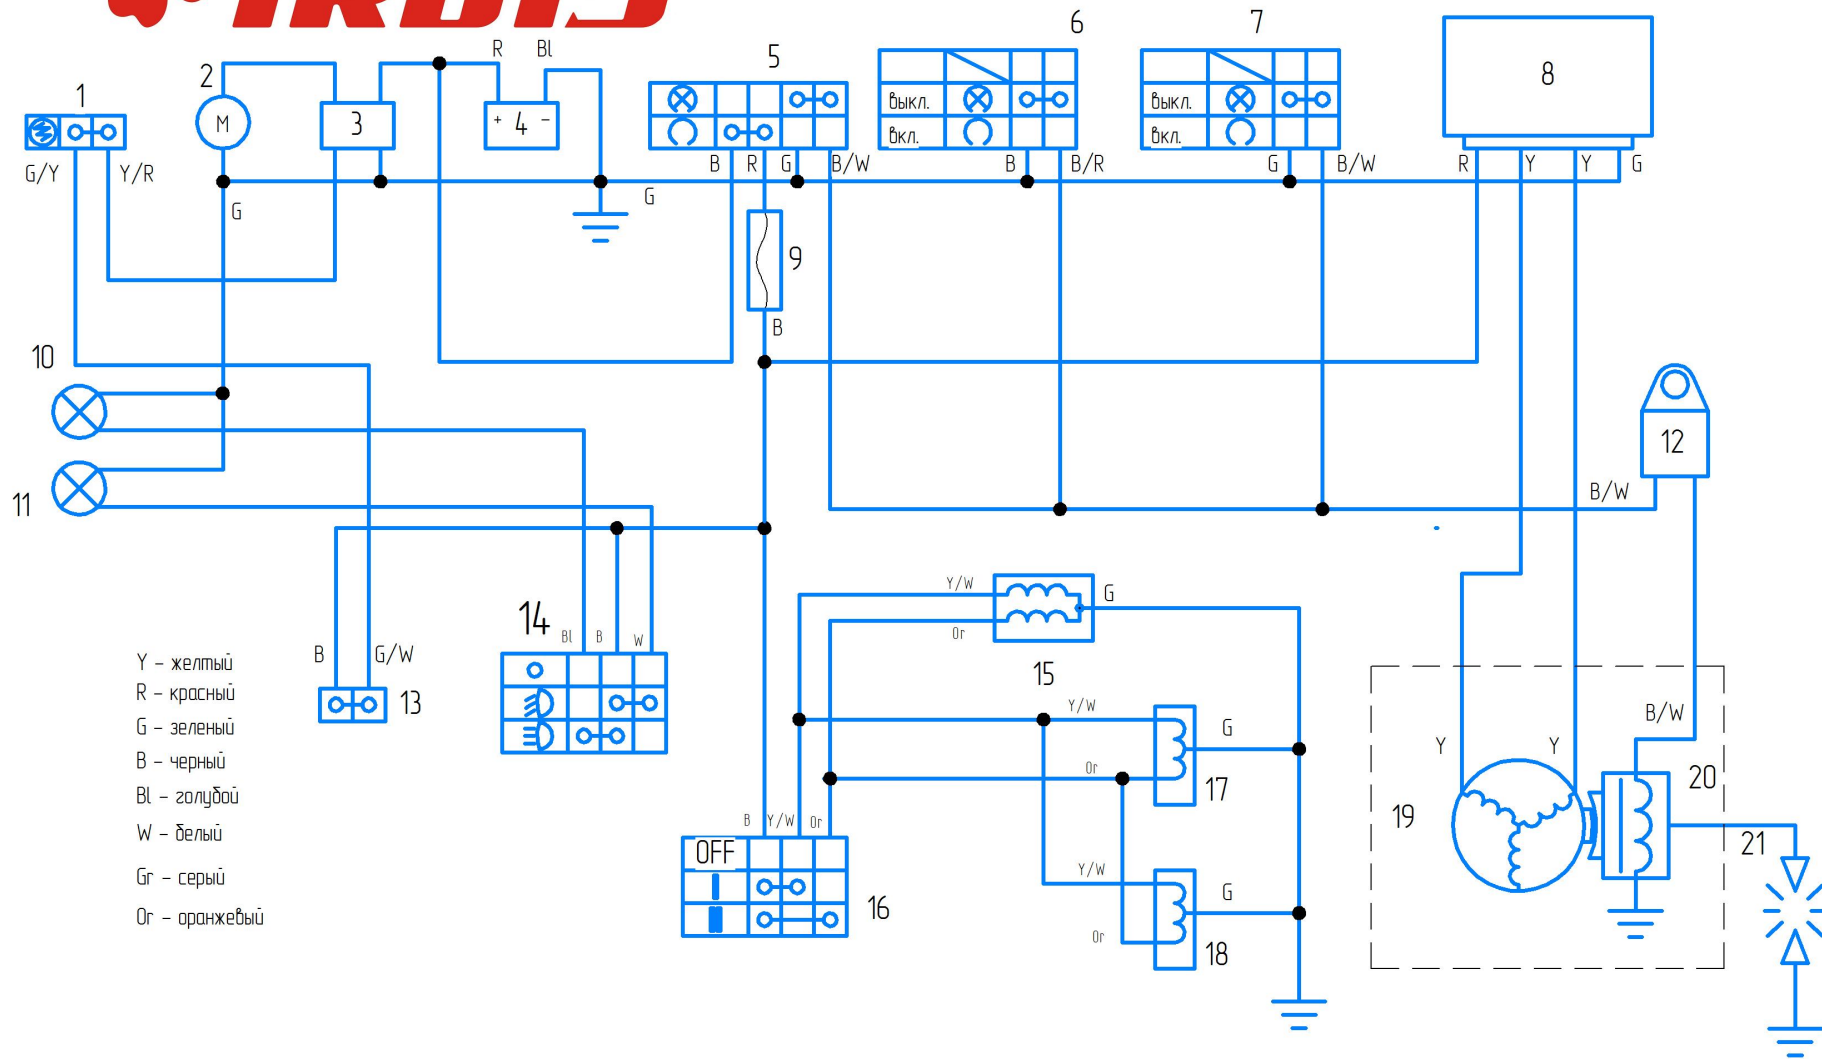 IRBIS
1
G/Y
Y/R
2
M
G
3
R
Bl
+ 4 -
G
5
B
R
G
B/W
6
выкл.
вкл.
B
B/R
7
выкл.
вкл.
G
B/W
8
R
Y
Y
G
9
B
10
11
12
B/W
B
G/W
13
14
Bl
B
W
Y/W
Or
G
15
Y/W
Or
G
17
Y/W
Or
G
18
B
Y/W
Or
OFF
I
II
16
Y
Y
B/W
19
20
21
Y - желтый
R - красный
G - зеленый
B - черный
Bl - голубой
W - белый
Gr - серый
Or - оранжевый